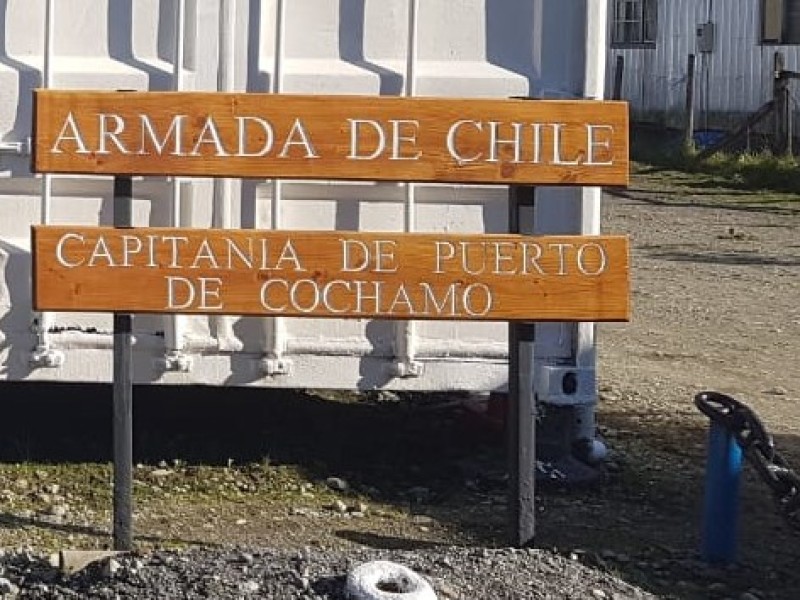 ARMADA DE CHILE
CAPITANIA DE PUERTO
DE COCHAMO